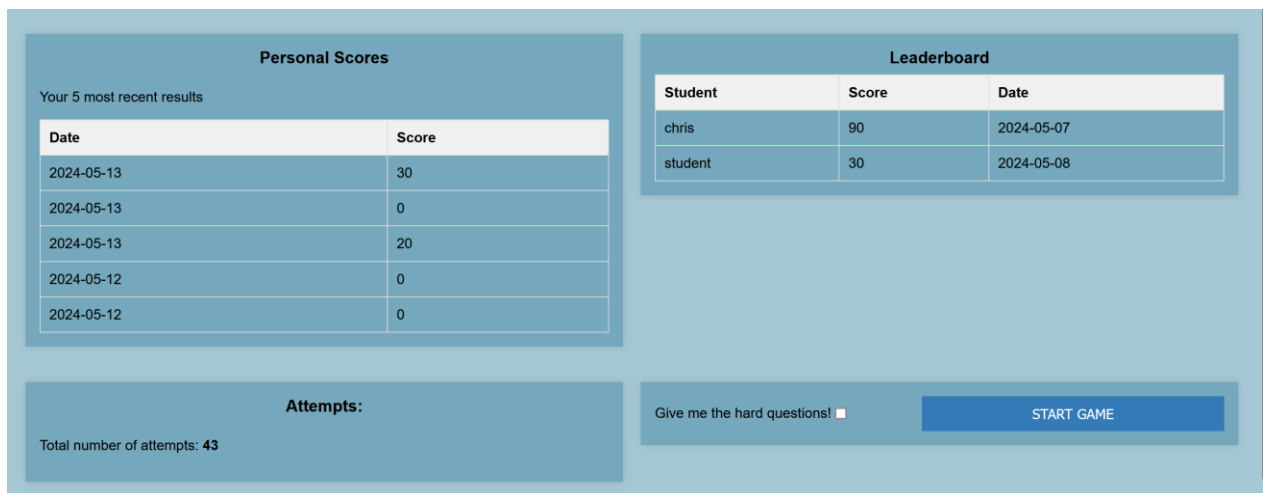 Personal Scores
Your 5 most recent results
Date Score
2024-05-13 30
2024-05-13 0
2024-05-13 20
2024-05-12 0
2024-05-12 0
Leaderboard
Student Score Date
chris 90 2024-05-07
student 30 2024-05-08
Attempts:
Total number of attempts: 43
Give me the hard questions!
START GAME